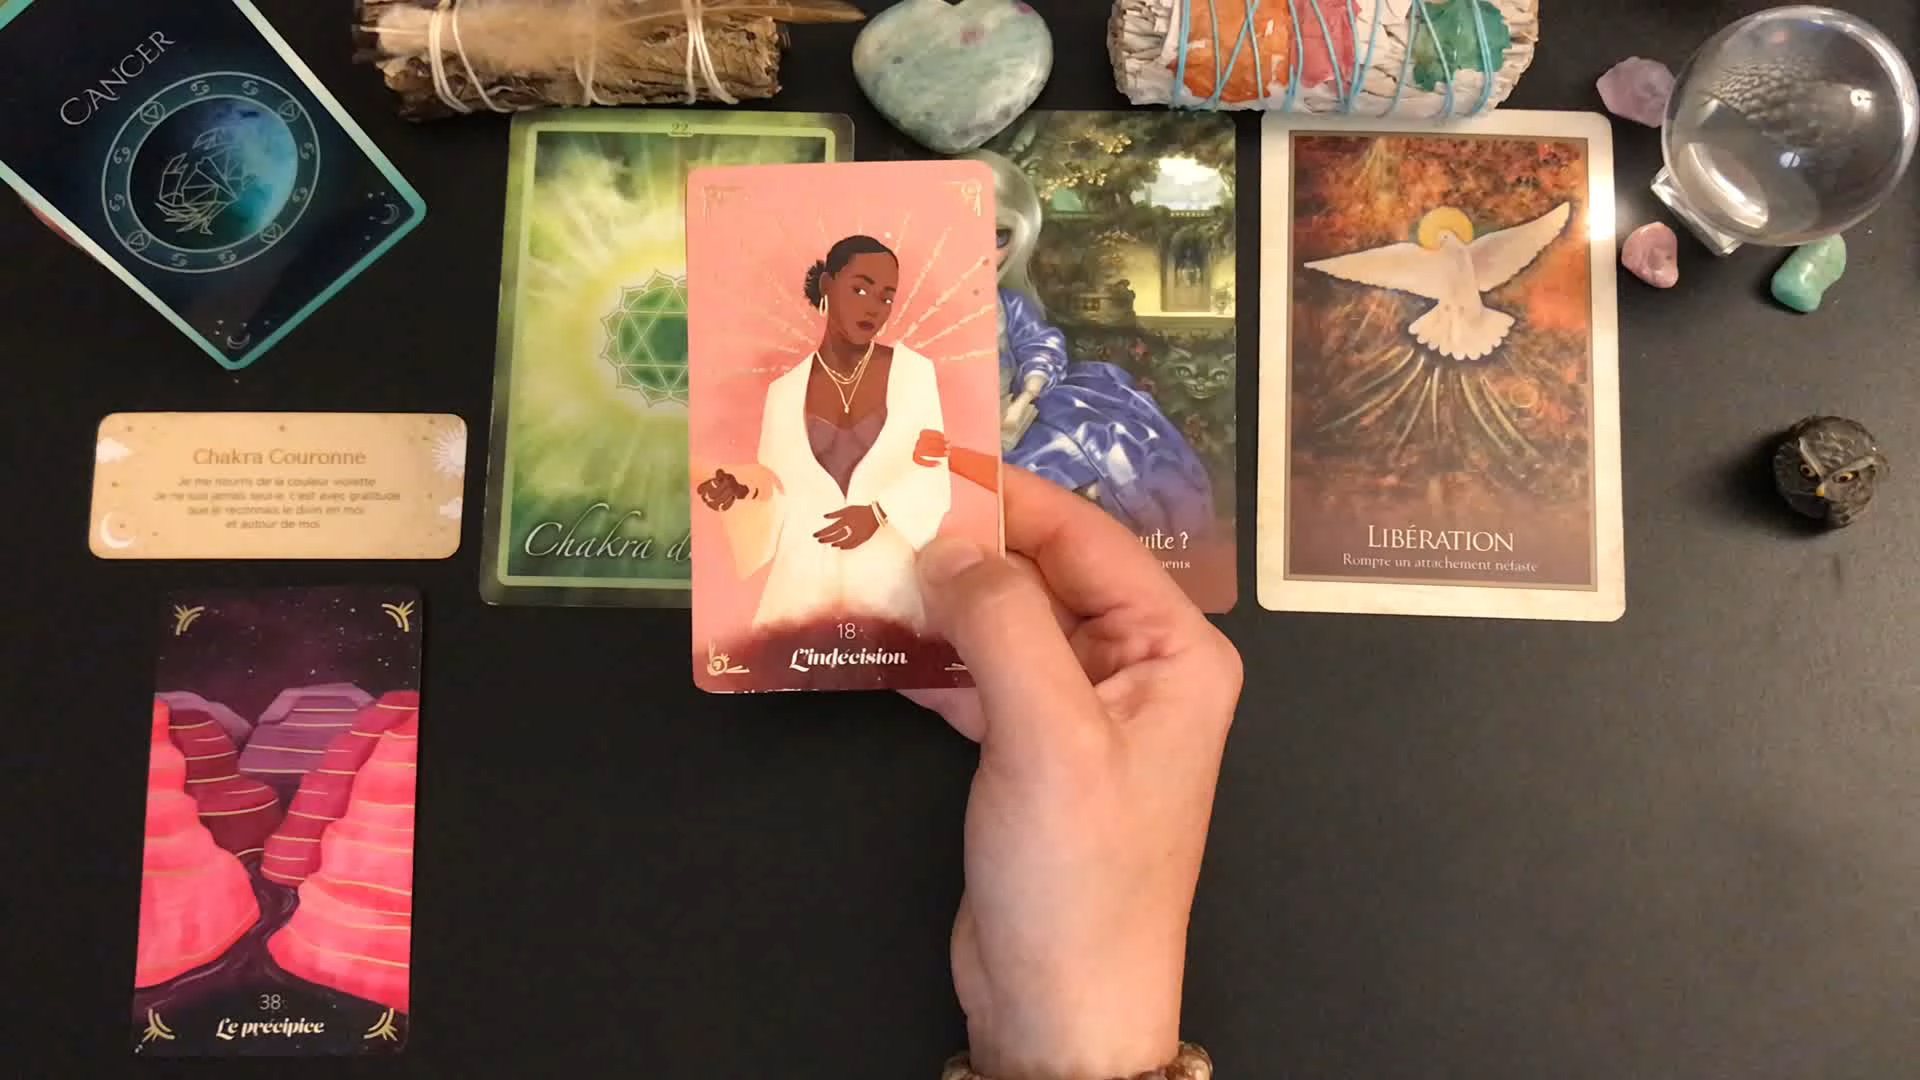 CANCER
22
Chakra Couronne
Je me nourris de la couleur violette
Je ne suis jamais seul·e, c'est avec gratitude
que je reconnais le divin en moi
et autour de moi
Chakra d
18
L'indécision
uite ?
ments
LIBÉRATION
Rompre un attachement néfaste
38
Le précipice